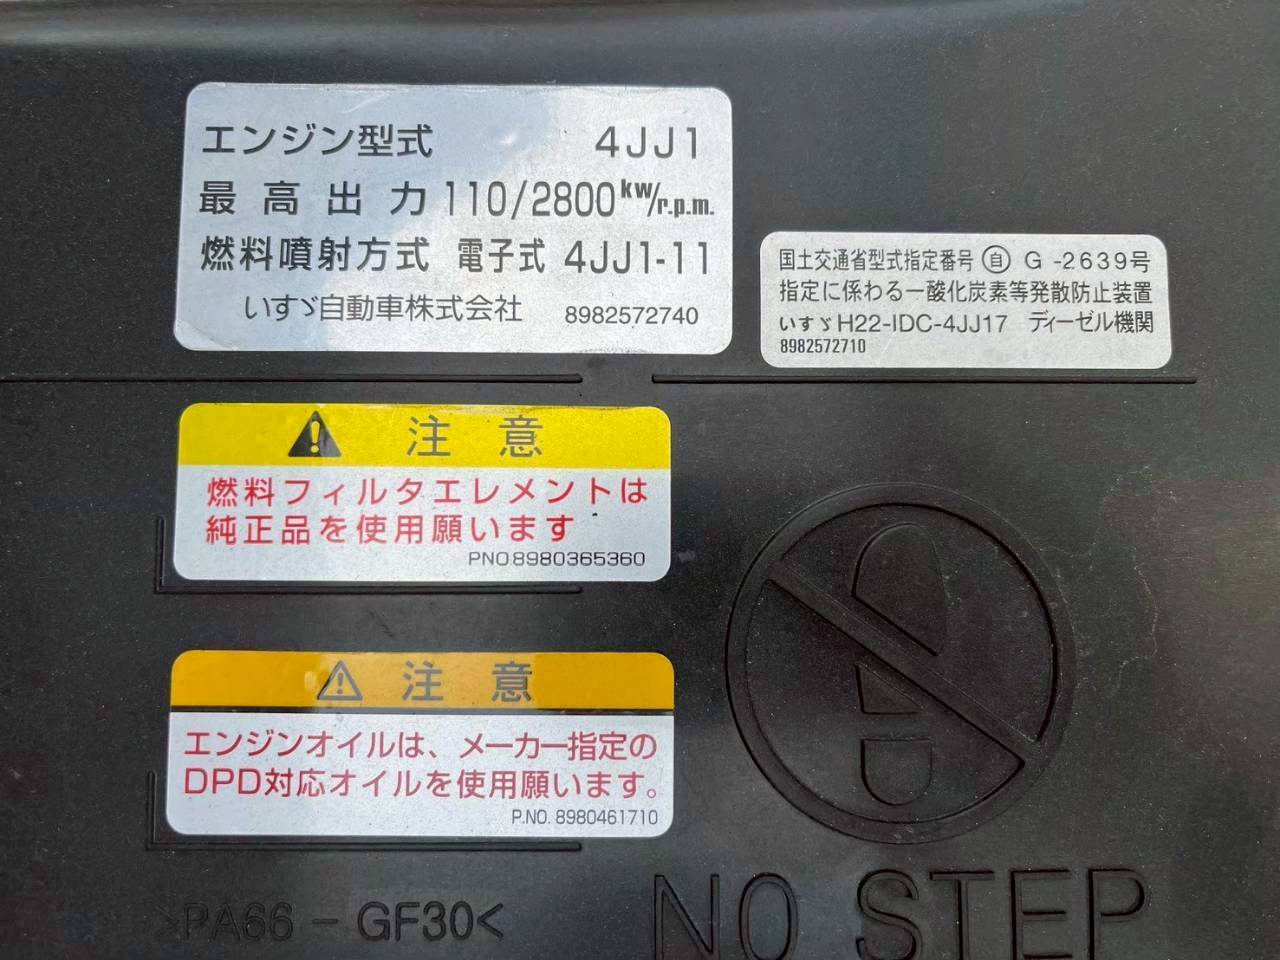 エンジン型式 4JJ1
最高出力 110/2800kw/r.p.m.
燃料噴射方式 電子式 4JJ1-11
いすゞ自動車株式会社 8982572740
国土交通省型式指定番号 ㉂ G -2639号
指定に係わる一酸化炭素等発散防止装置
いすゞH22-IDC-4JJ17 ディーゼル機関
8982572710
注意
燃料フィルタエレメントは
純正品を使用願います
PNO.8980365360
注意
エンジンオイルは、メーカー指定の
DPD対応オイルを使用願います。
P.NO. 8980461710
>PA66-GF30<
NO STEP